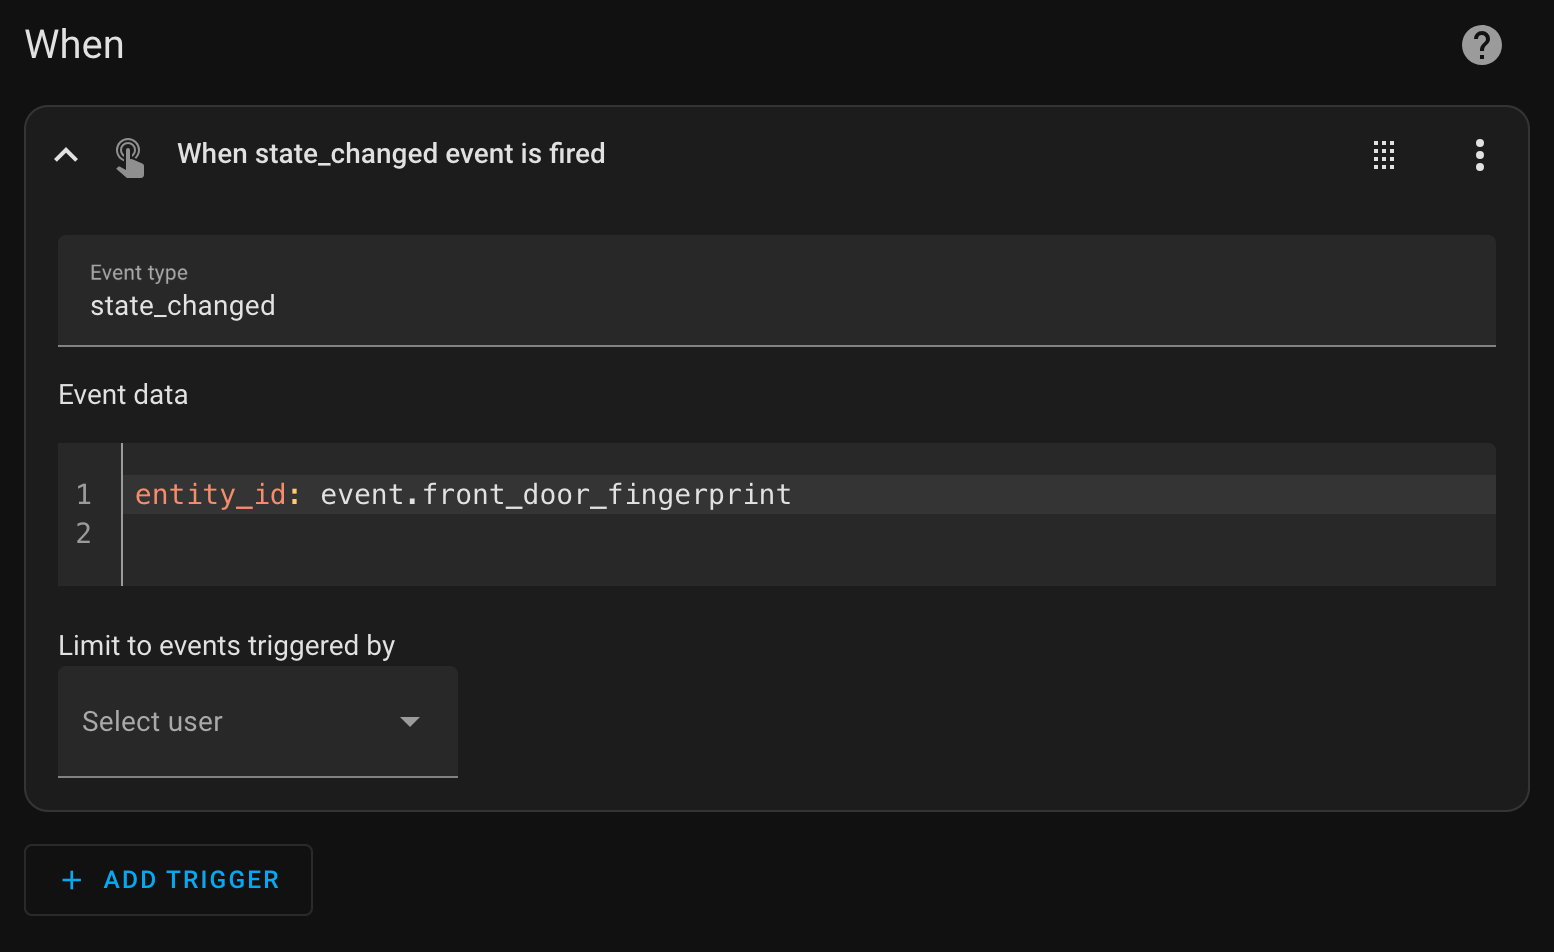 When
When state_changed event is fired
Event type
state_changed
Event data
1 entity_id: event.front_door_fingerprint
2
Limit to events triggered by
Select user
+ ADD TRIGGER